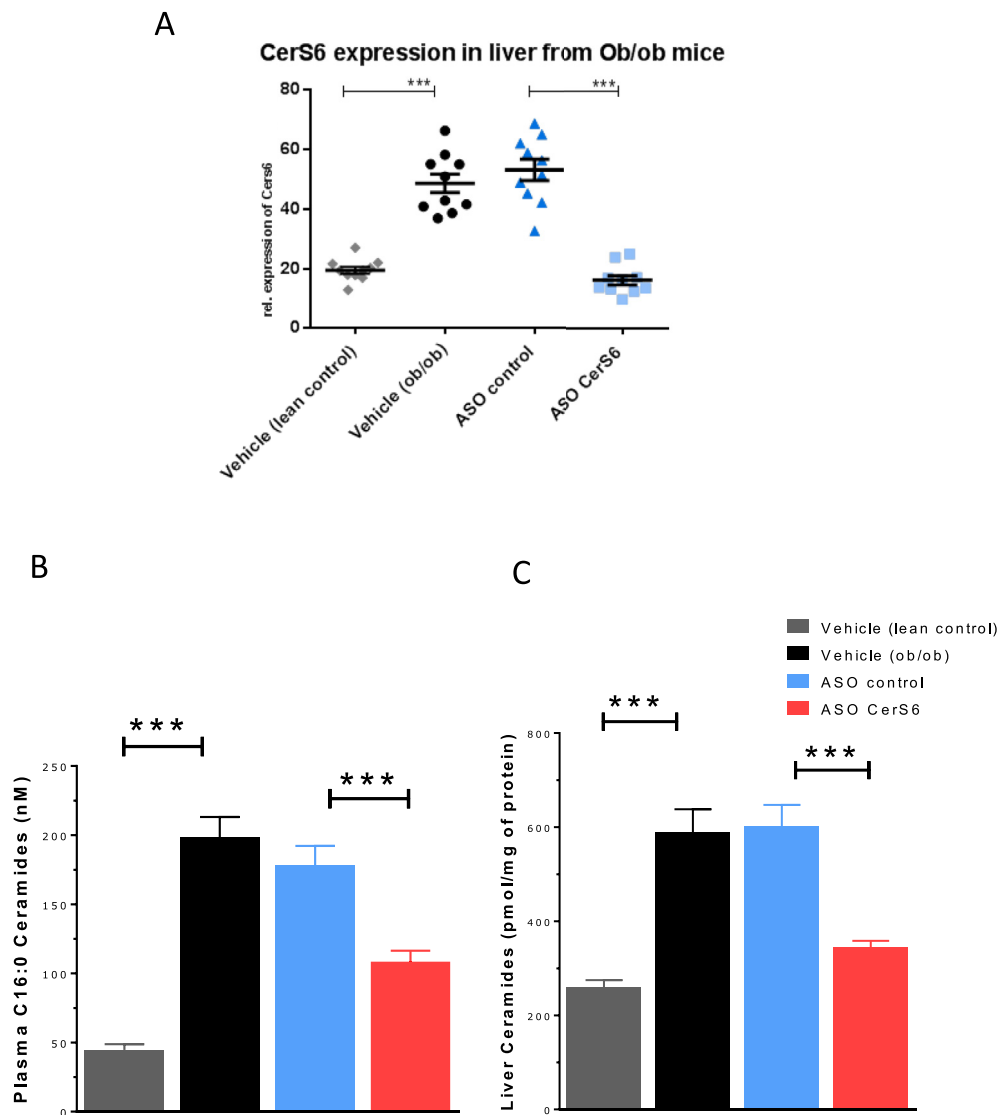 A
CerS6 expression in liver from Ob/ob mice
*** ***
80
60
40
20
0
rel. expression of Cers6
Vehicle (lean control)
Vehicle (ob/ob)
ASO control
ASO CerS6
B
***
***
250
200
150
100
50
0
Plasma C16:0 Ceramides (nM)
C
Vehicle (lean control)
Vehicle (ob/ob)
ASO control
ASO CerS6
***
***
800
600
400
200
0
Liver Ceramides (pmol/mg of protein)